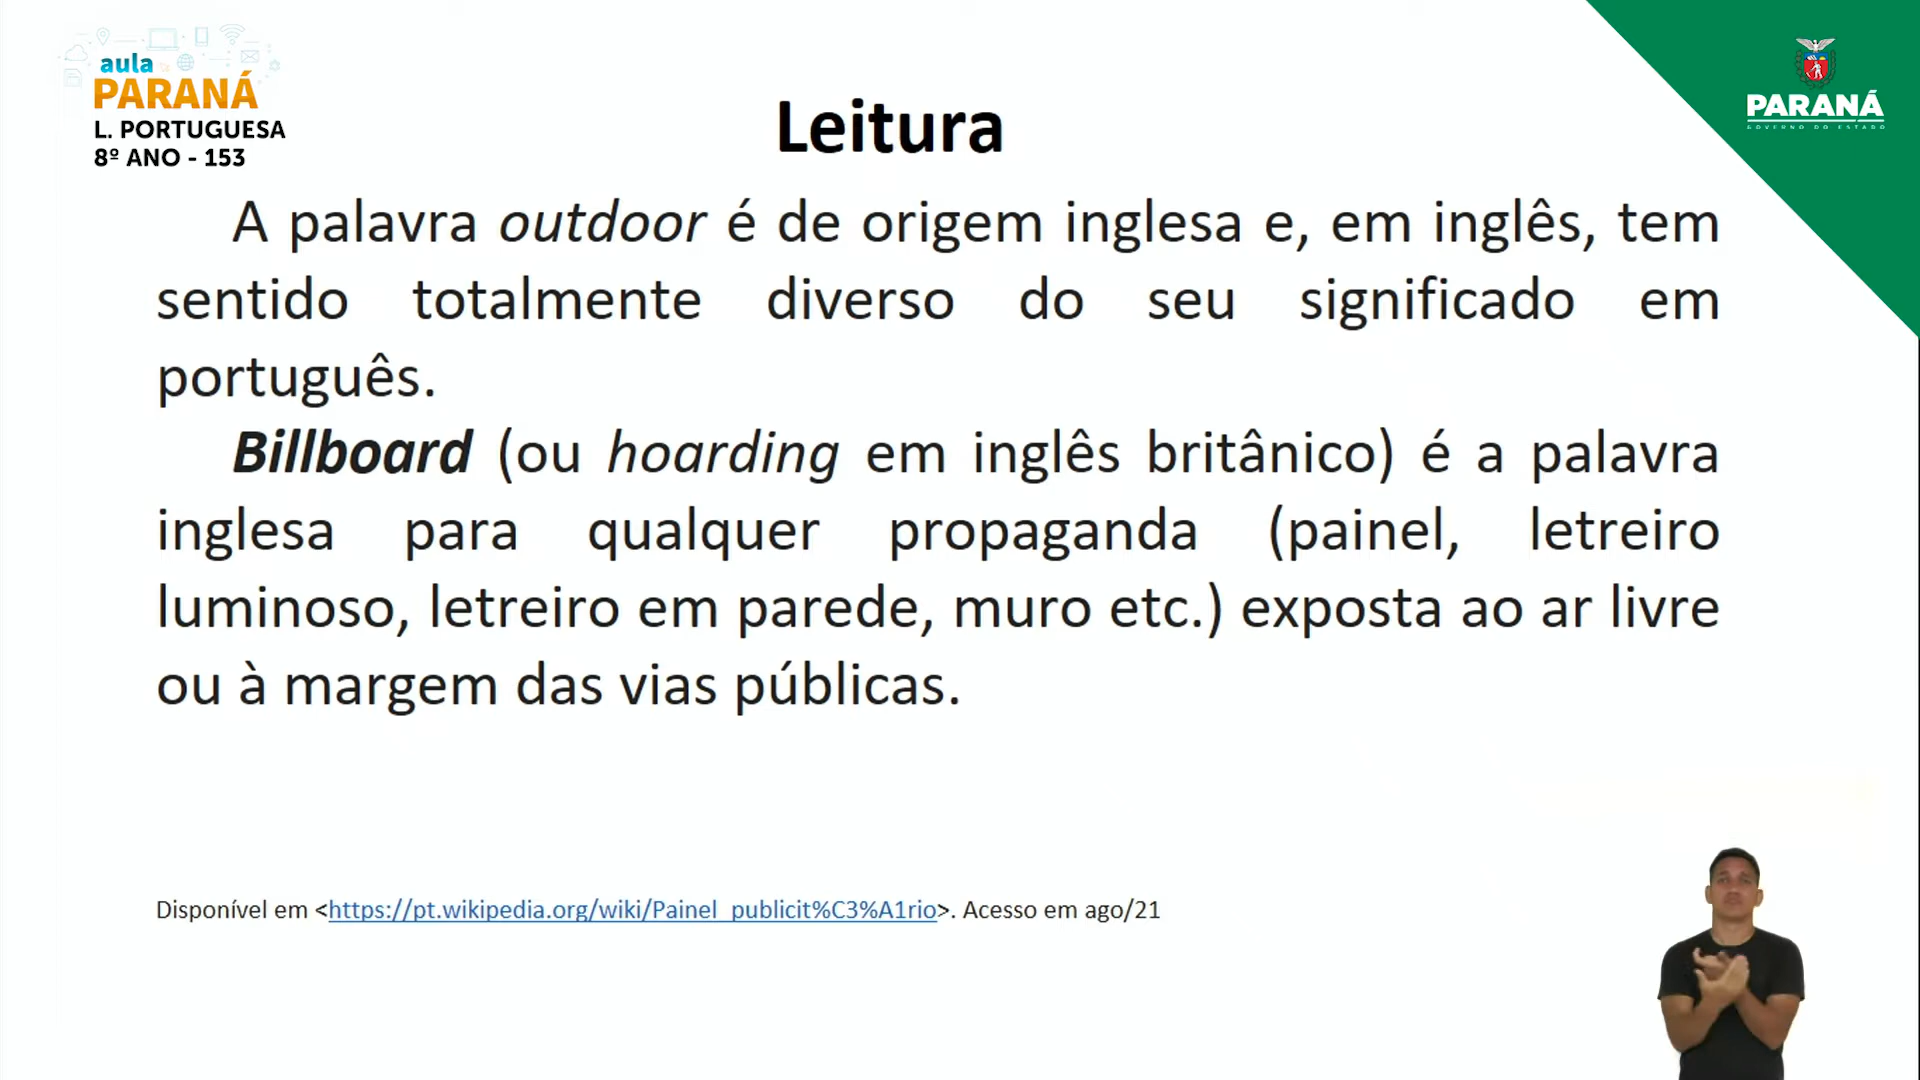 aula
PARANÁ
L. PORTUGUESA
8º ANO - 153
PARANÁ
GOVERNO DO ESTADO
Leitura
A palavra outdoor é de origem inglesa e, em inglês, tem
sentido totalmente diverso do seu significado em
português.
Billboard (ou hoarding em inglês britânico) é a palavra
inglesa para qualquer propaganda (painel, letreiro
luminoso, letreiro em parede, muro etc.) exposta ao ar livre
ou à margem das vias públicas.
Disponível em <https://pt.wikipedia.org/wiki/Painel_publicit%C3%A1rio>. Acesso em ago/21